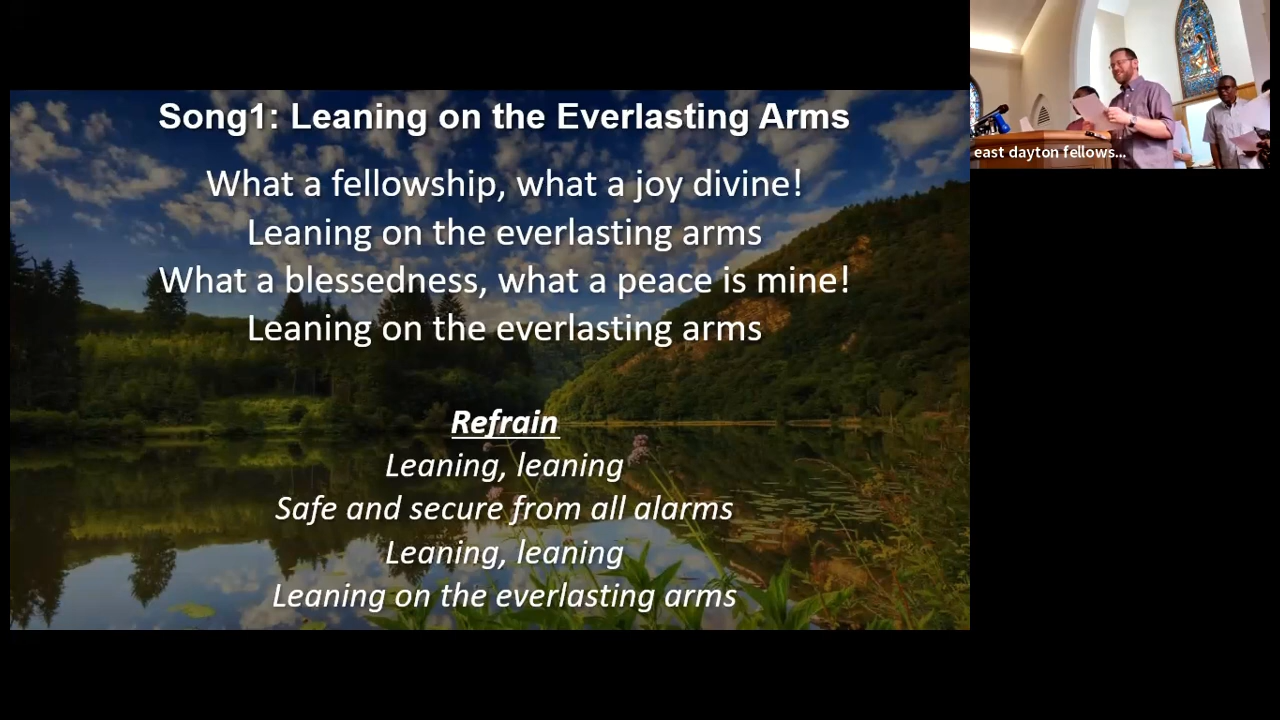 Song1: Leaning on the Everlasting Arms
What a fellowship, what a joy divine!
Leaning on the everlasting arms
What a blessedness, what a peace is mine!
Leaning on the everlasting arms
Refrain
Leaning, leaning
Safe and secure from all alarms
Leaning, leaning
Leaning on the everlasting arms
east dayton fellows...